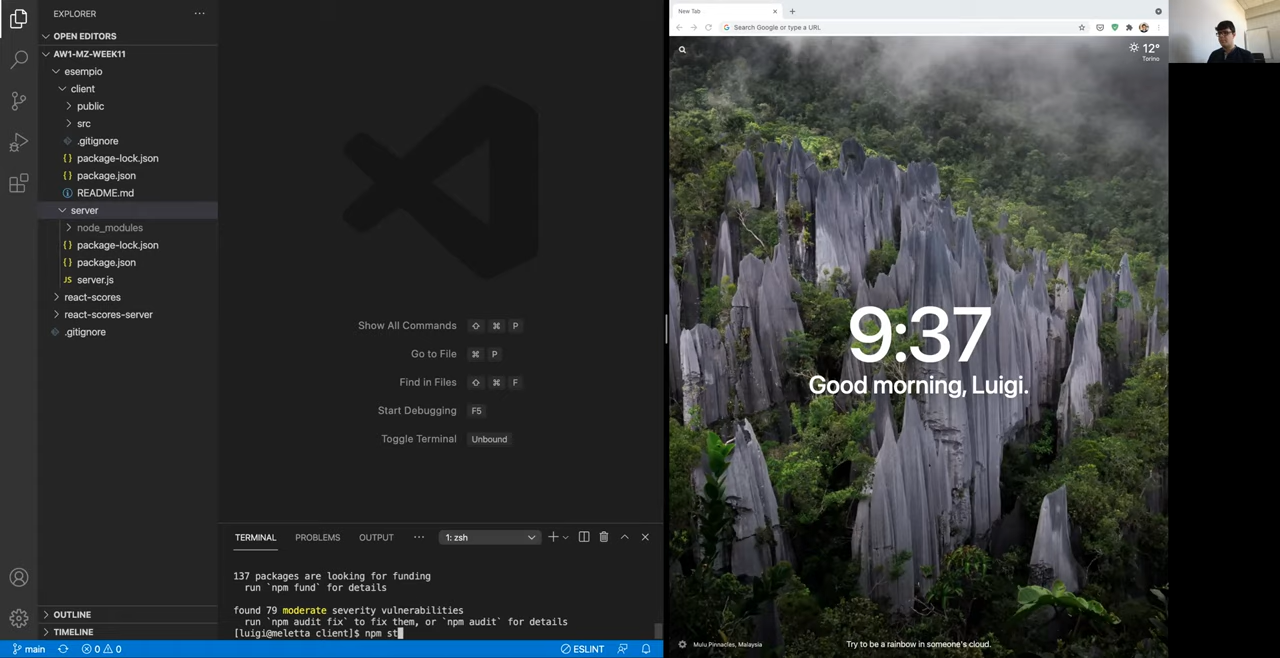 EXPLORER
OPEN EDITORS
AW1-MZ-WEEK11
esempio
client
public
src
.gitignore
package-lock.json
package.json
README.md
server
node_modules
package-lock.json
package.json
server.js
react-scores
react-scores-server
.gitignore
OUTLINE
TIMELINE
main
0 0
ESLINT
Show All Commands ⇧ ⌘ P
Go to File ⌘ P
Find in Files ⇧ ⌘ F
Start Debugging F5
Toggle Terminal Unbound
TERMINAL PROBLEMS OUTPUT ··· 1: zsh
137 packages are looking for funding
run `npm fund` for details
found 79 moderate severity vulnerabilities
run `npm audit fix` to fix them, or `npm audit` for details
[luigi@meletta client]$ npm st
New Tab
Search Google or type a URL
12°
Torino
9:37
Good morning, Luigi.
Mulu Pinnacles, Malaysia
Try to be a rainbow in someone's cloud.